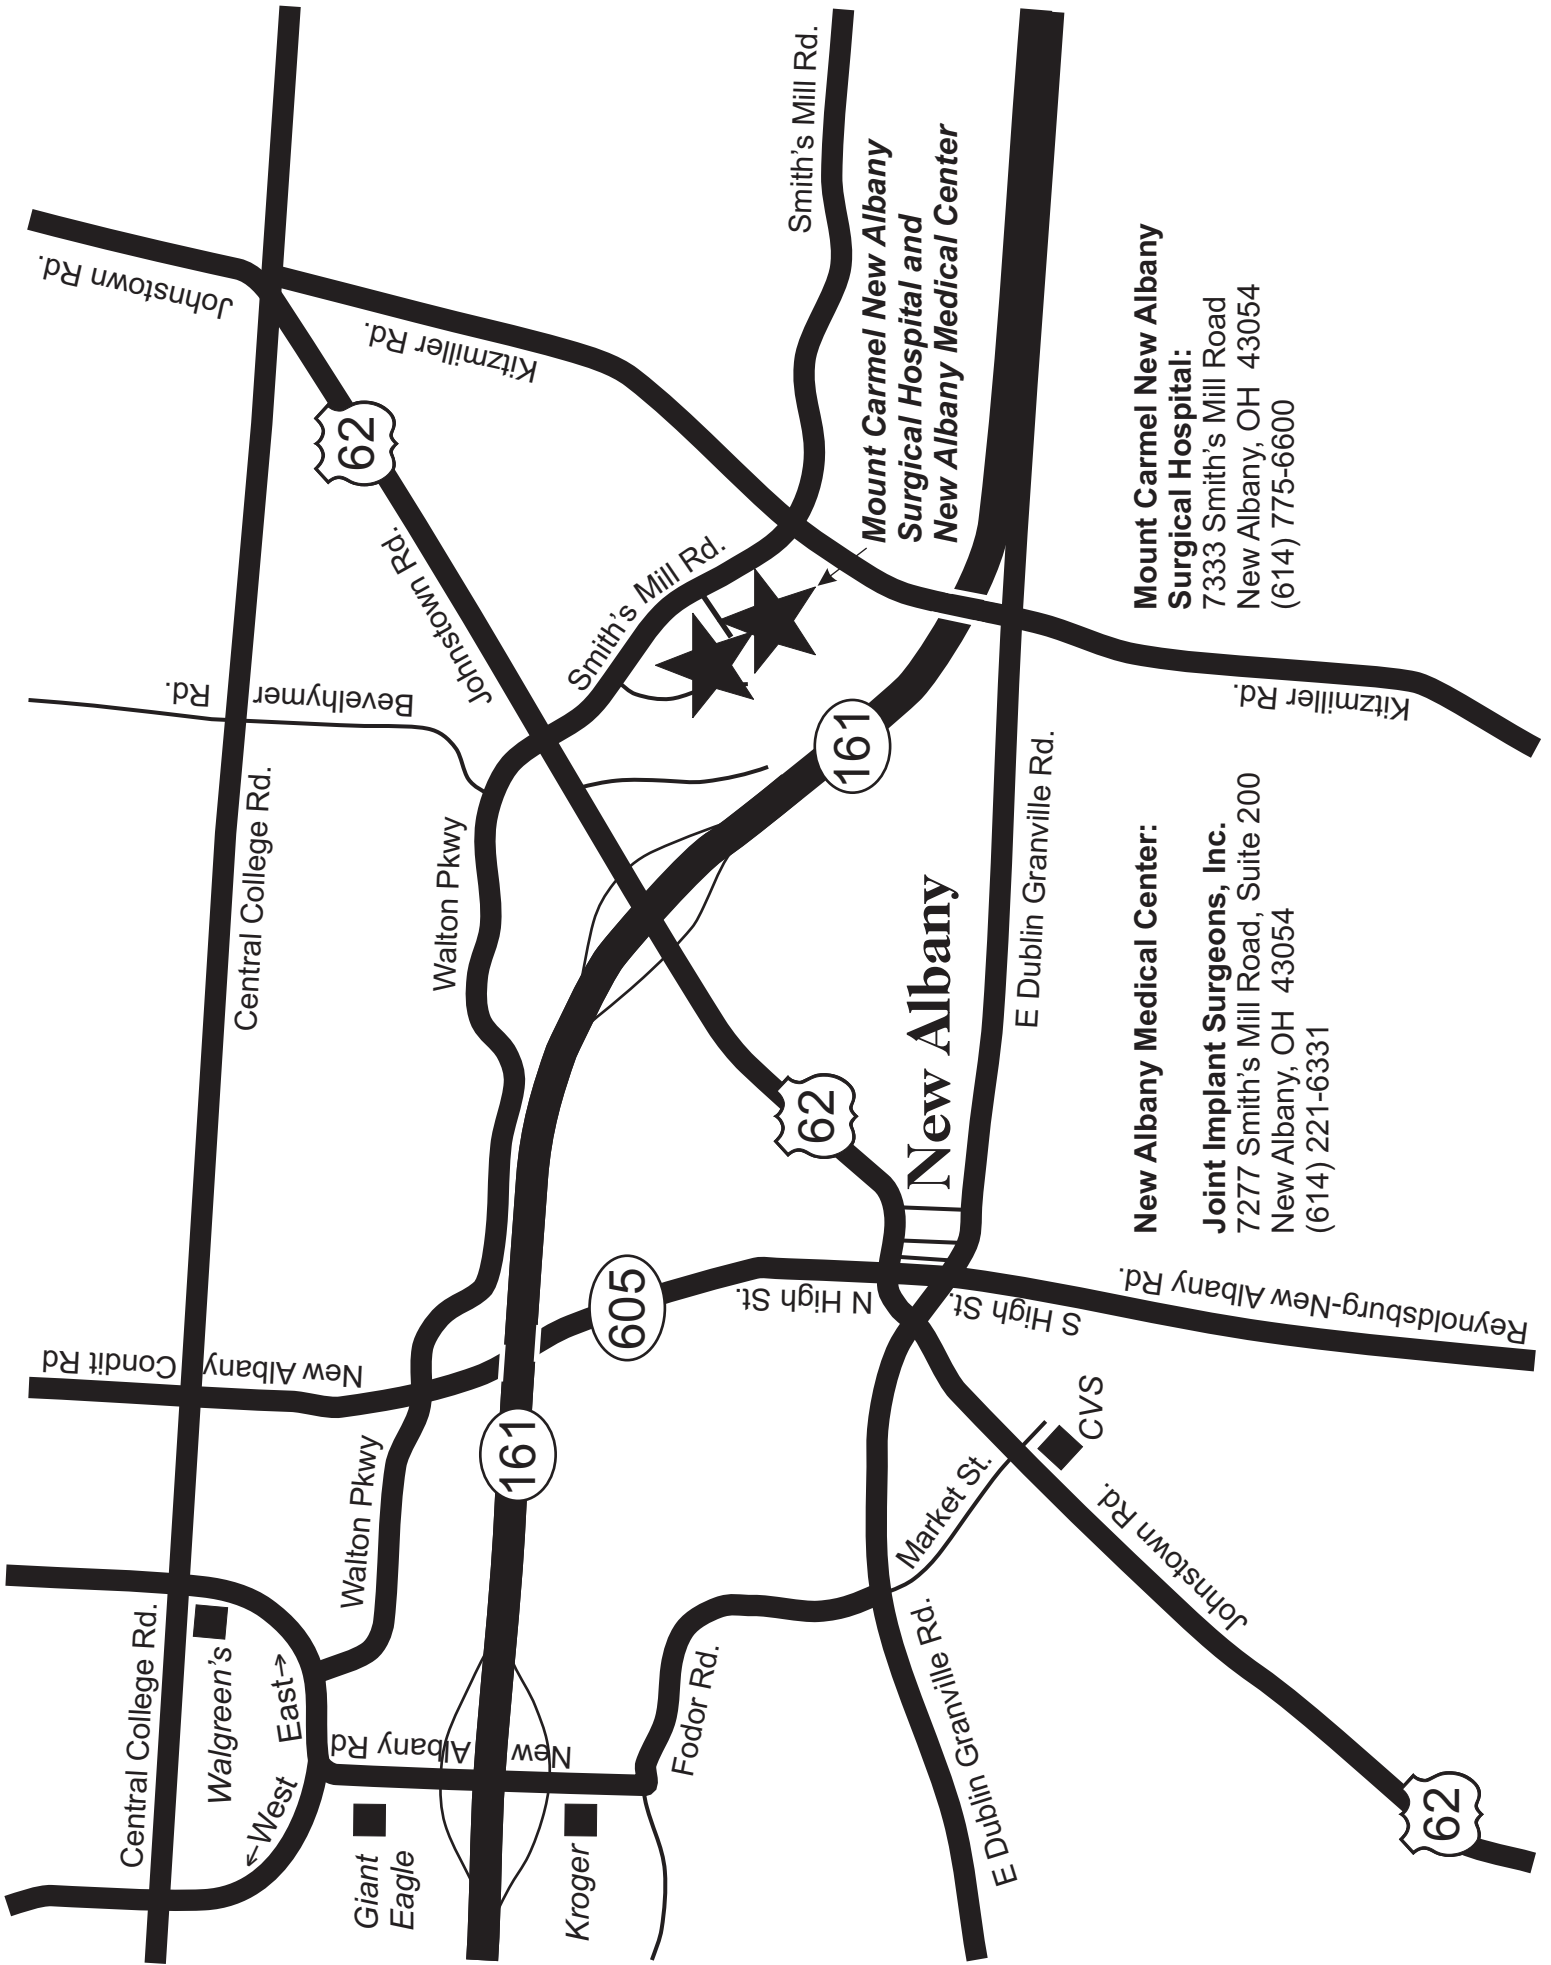 Central College Rd.
Walgreen's
←West
East→
New
Albany Rd
Giant
Eagle
Kroger
Fodor Rd.
Walton Pkwy
161
New Albany
Condit Rd
605
N High St.
S High St.
Reynoldsburg-New Albany Rd.
Market St.
CVS
E Dublin Granville Rd.
Johnstown Rd.
62
Central College Rd.
Walton Pkwy
Bevelhymer
Rd.
62
New Albany
E Dublin Granville Rd.
161
Johnstown Rd.
62
Smith's Mill Rd.
Kitzmiller Rd.
Johnstown Rd.
Kitzmiller Rd.
Smith's Mill Rd.
Mount Carmel New Albany
Surgical Hospital and
New Albany Medical Center
New Albany Medical Center:
Joint Implant Surgeons, Inc.
7277 Smith's Mill Road, Suite 200
New Albany, OH 43054
(614) 221-6331
Mount Carmel New Albany
Surgical Hospital:
7333 Smith's Mill Road
New Albany, OH 43054
(614) 775-6600